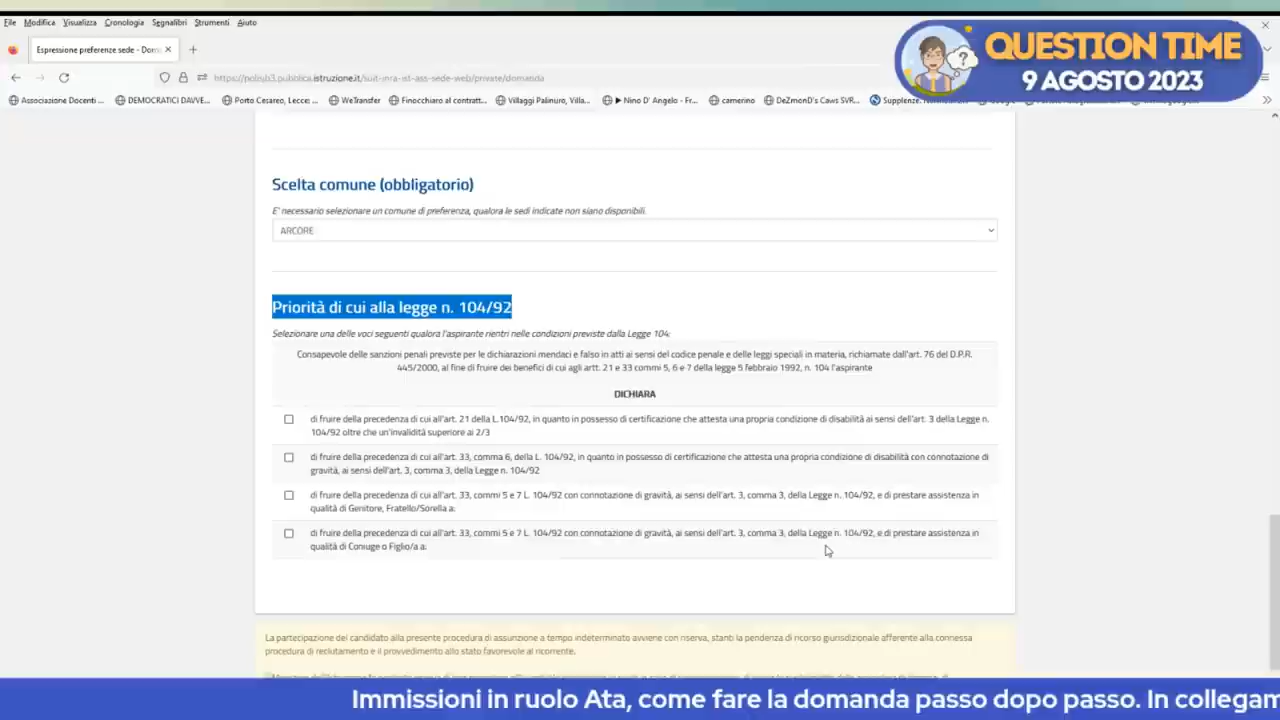 File Modifica Visualizza Cronologia Segnalibri Strumenti Aiuto
Espressione preferenze sede - Dom
QUESTION TIME
9 AGOSTO 2023
istruzione.it/
Associazione Docenti ... DEMOCRATICI DAVVE... Porto Cesareo, Lecce: ... WeTransfer Finocchiaro al contratt... Villaggi Palinuro, Villa... Nino D' Angelo - Fr... camerino DeZmonD's Caws SVR...
Scelta comune (obbligatorio)
E' necessario selezionare un comune di preferenza, qualora le sedi indicate non siano disponibili.
ARCORE
Priorità di cui alla legge n. 104/92
Selezionare una delle voci seguenti qualora l'aspirante rientri nelle condizioni previste dalla Legge 104:
Consapevole delle sanzioni penali previste per le dichiarazioni mendaci e falso in atti ai sensi del codice penale e delle leggi speciali in materia, richiamate dall'art. 76 del D.P.R.
445/2000, al fine di fruire dei benefici di cui agli artt. 21 e 33 commi 5, 6 e 7 della legge 5 febbraio 1992, n. 104 l'aspirante
DICHIARA
di fruire della precedenza di cui all'art. 21 della L.104/92, in quanto in possesso di certificazione che attesta una propria condizione di disabilità ai sensi dell'art. 3 della Legge n.
104/92 oltre che un'invalidità superiore ai 2/3
di fruire della precedenza di cui all'art. 33, comma 6, della L. 104/92, in quanto in possesso di certificazione che attesta una propria condizione di disabilità con connotazione di
gravità, ai sensi dell'art. 3, comma 3, della Legge n. 104/92
di fruire della precedenza di cui all'art. 33, commi 5 e 7 L. 104/92 con connotazione di gravità, ai sensi dell'art. 3, comma 3, della Legge n. 104/92, e di prestare assistenza in
qualità di Genitore, Fratello/Sorella a:
di fruire della precedenza di cui all'art. 33, commi 5 e 7 L. 104/92 con connotazione di gravità, ai sensi dell'art. 3, comma 3, della Legge n. 104/92, e di prestare assistenza in
qualità di Coniuge o Figlio/a a:
La partecipazione del candidato alla presente procedura di assunzione a tempo indeterminato avviene con riserva, stanti la pendenza di ricorso giurisdizionale afferente alla connessa
procedura di reclutamento e il provvedimento allo stato favorevole al ricorrente.
Immissioni in ruolo Ata, come fare la domanda passo dopo passo. In collegam